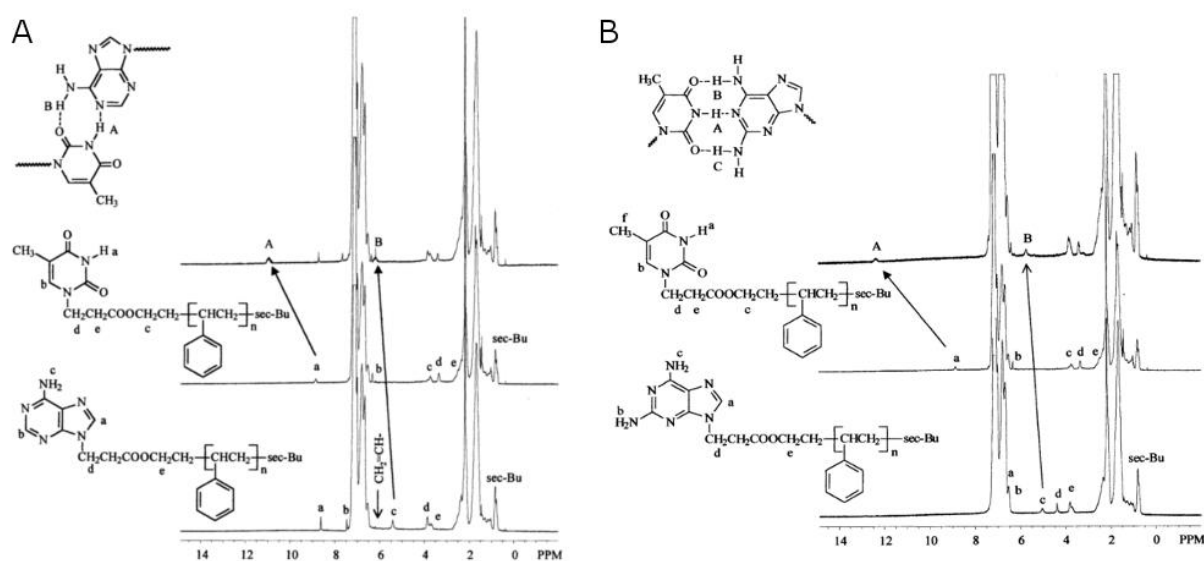 A
N
N
N
N
H
N
B H
H A
O
N
N
O
CH₃
CH₃
O
N-H a
b
N
O
CH₂CH₂COOCH₂CH₂-[CHCH₂]n-sec-Bu
d e c
c
NH₂
N
N
a
b
N
N
CH₂CH₂COOCH₂CH₂-[CHCH₂]n-sec-Bu
d e
A
B
a
b
c
d
e
sec-Bu
CH₂=CH-
a
b
c
d
e
sec-Bu
14 12 10 8 6 4 2 0 PPM
B
H
H₃C
O--H-N
B
N
N-H--N
A
N
N
N
O--H-N
C
H
f
CH₃
O
N-H a
b
N
O
CH₂CH₂COOCH₂CH₂-[CHCH₂]n-sec-Bu
d e c
c
NH₂
N
N
a
b
NH₂
N
N
CH₂CH₂COOCH₂CH₂-[CHCH₂]n-sec-Bu
d e
A
B
a
b
c
d
e
sec-Bu
a
b
c
d
e
14 12 10 8 6 4 2 0 PPM